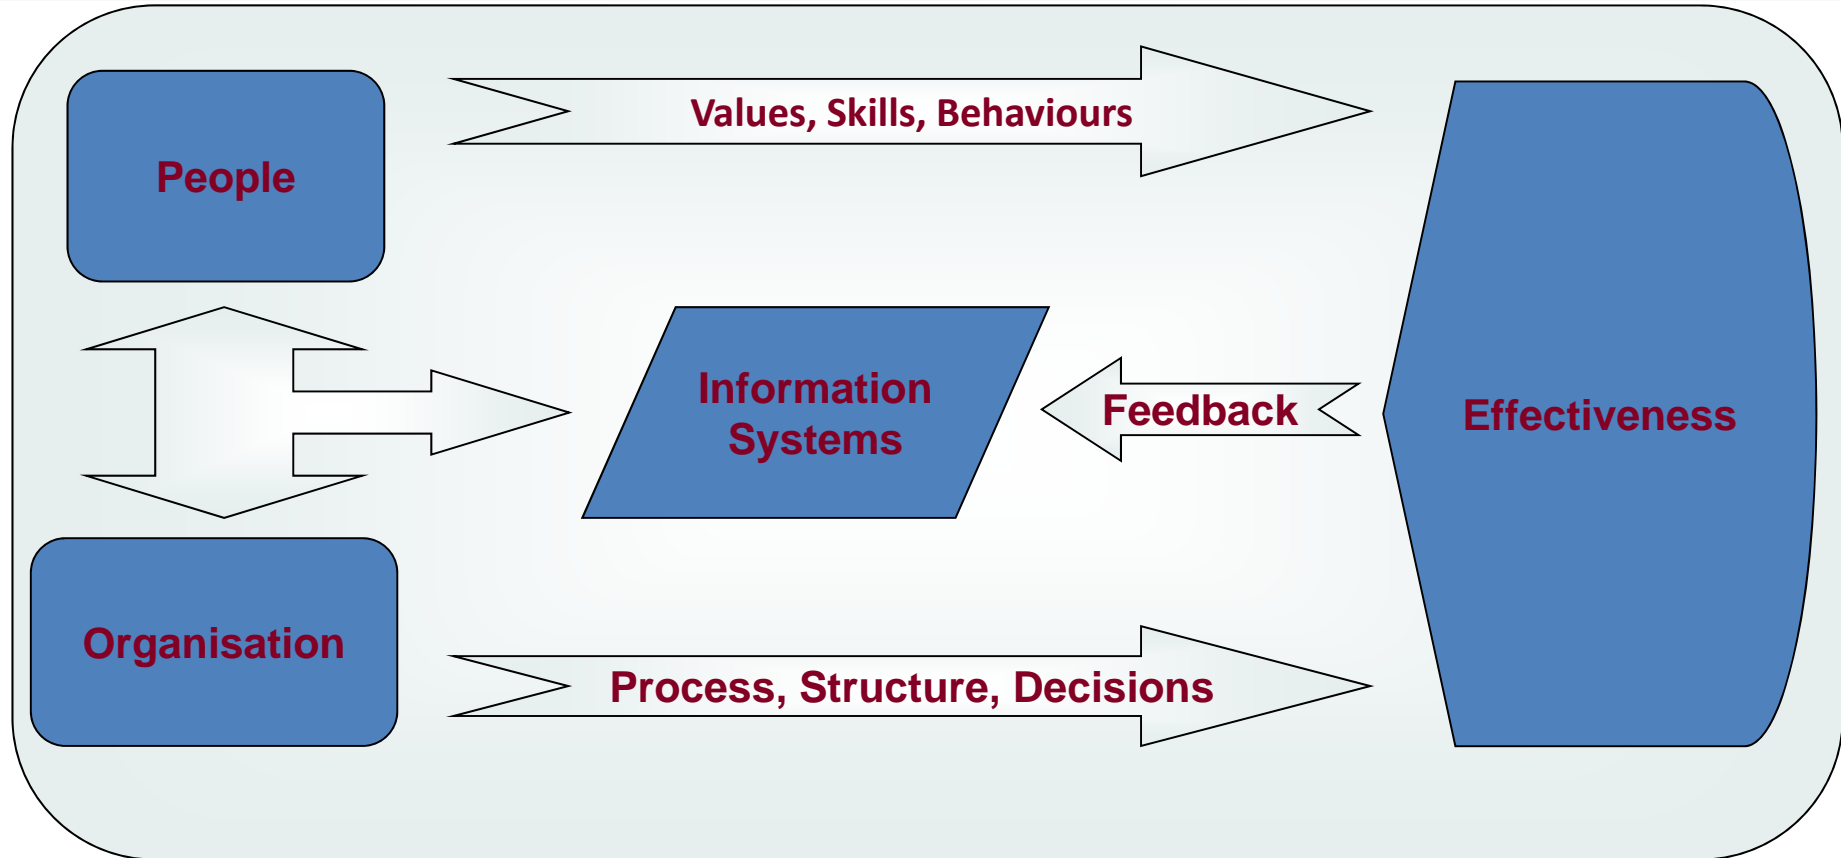 Values, Skills, Behaviours
People
Information
Systems
Feedback
Effectiveness
Organisation
Process, Structure, Decisions